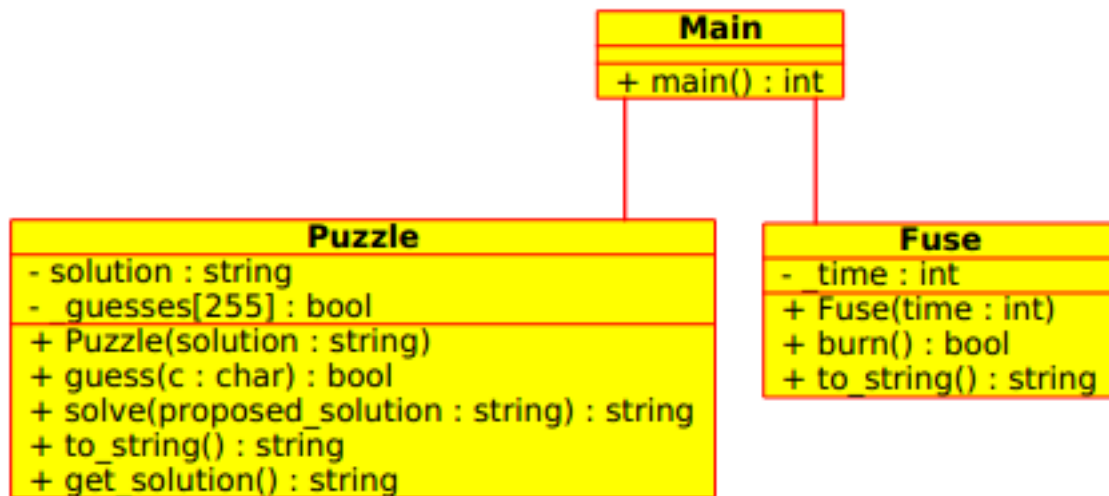 Main
+ main() : int
Puzzle
- solution : string
- _guesses[255] : bool
+ Puzzle(solution : string)
+ guess(c : char) : bool
+ solve(proposed_solution : string) : string
+ to_string() : string
+ get_solution() : string
Fuse
- _time : int
+ Fuse(time : int)
+ burn() : bool
+ to_string() : string